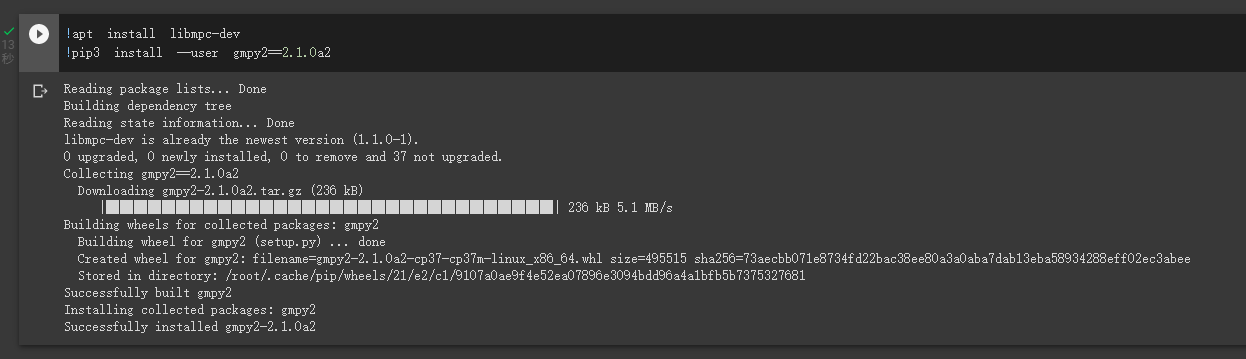 !apt install libmpc-dev
!pip3 install --user gmpy2==2.1.0a2
13
秒
Reading package lists... Done
Building dependency tree
Reading state information... Done
libmpc-dev is already the newest version (1.1.0-1).
0 upgraded, 0 newly installed, 0 to remove and 37 not upgraded.
Collecting gmpy2==2.1.0a2
Downloading gmpy2-2.1.0a2.tar.gz (236 kB)
236 kB 5.1 MB/s
Building wheels for collected packages: gmpy2
Building wheel for gmpy2 (setup.py) ... done
Created wheel for gmpy2: filename=gmpy2-2.1.0a2-cp37-cp37m-linux_x86_64.whl size=495515 sha256=73aecbb071e8734fd22bac38ee80a3a0aba7dab13eba58934288eff02ec3abee
Stored in directory: /root/.cache/pip/wheels/21/e2/c1/9107a0ae9f4e52ea07896e3094bdd96a4a1bfb5b7375327681
Successfully built gmpy2
Installing collected packages: gmpy2
Successfully installed gmpy2-2.1.0a2